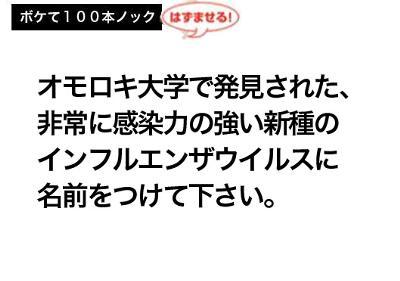 ボケて１００本ノック
はずませる!
オモロキ大学で発見された、
非常に感染力の強い新種の
インフルエンザウイルスに
名前をつけて下さい。